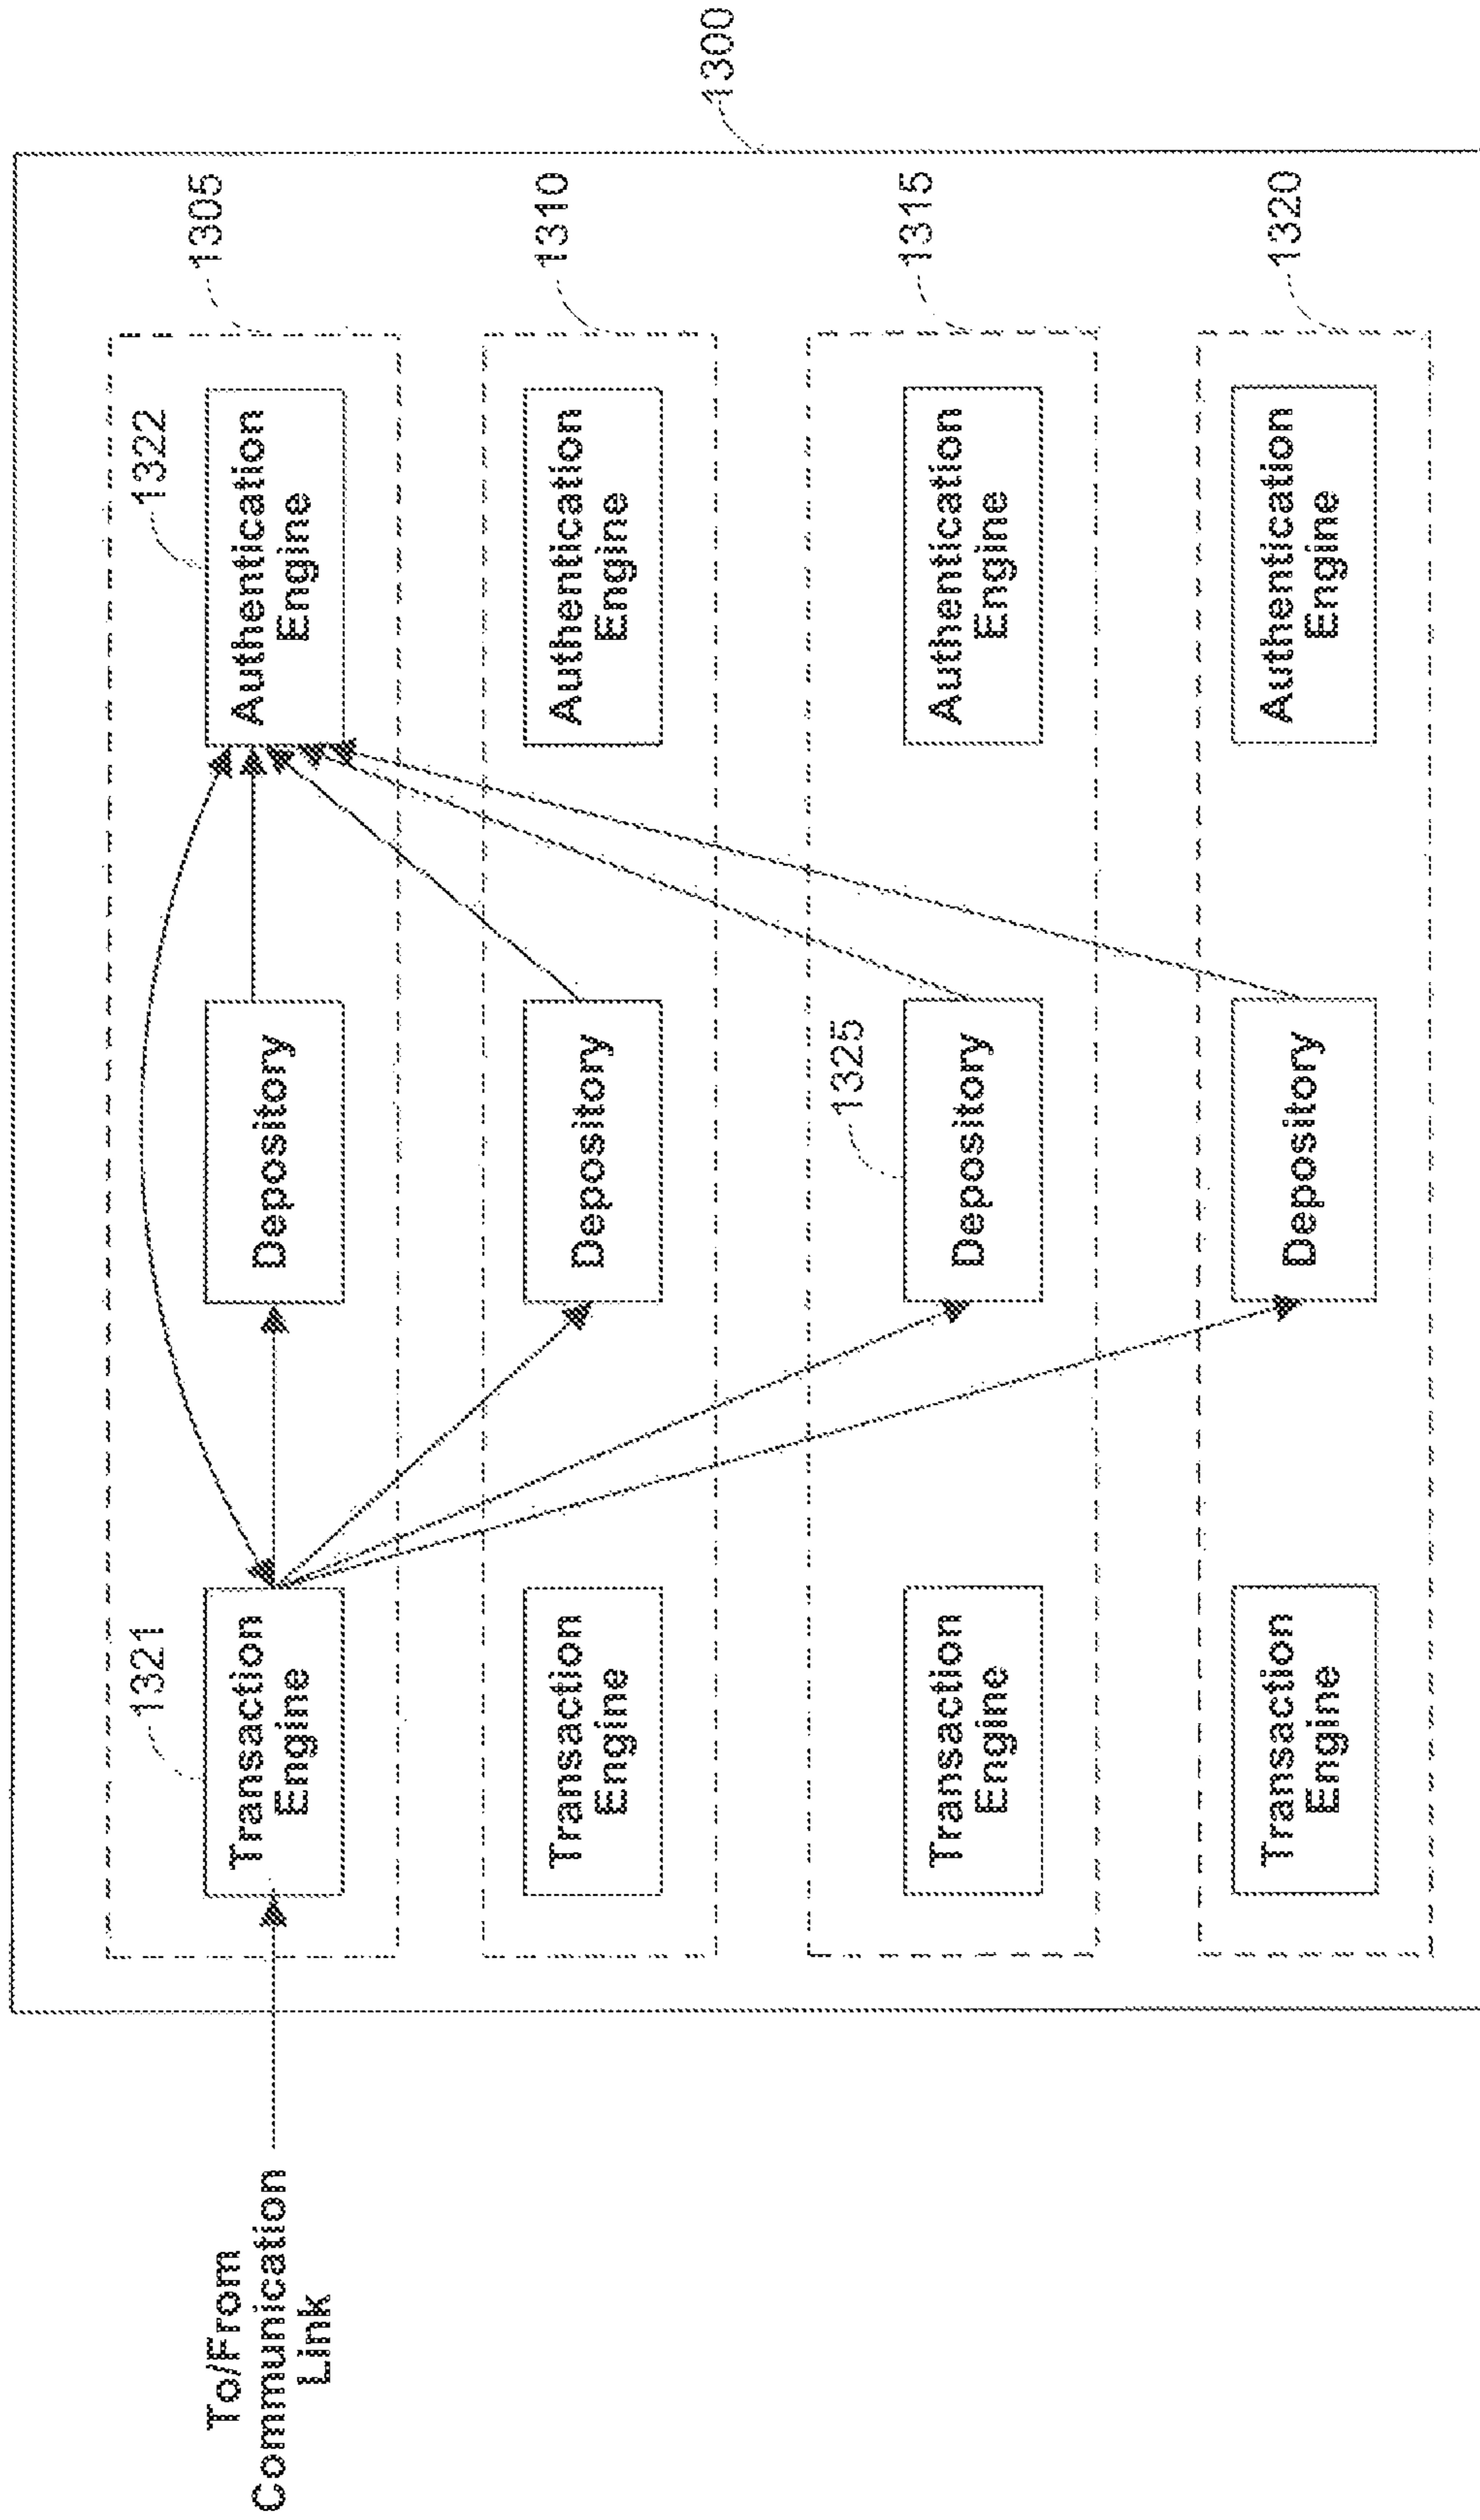 1300
1305
1322
1321
To/From
Communication
Link
Transaction
Engine
Depository
Authentication
Engine
1310
Transaction
Engine
Depository
Authentication
Engine
1315
1325
Transaction
Engine
Depository
Authentication
Engine
1320
Transaction
Engine
Depository
Authentication
Engine